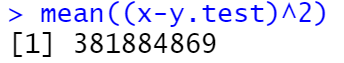 > mean((x-y.test)^2)
[1] 381884869